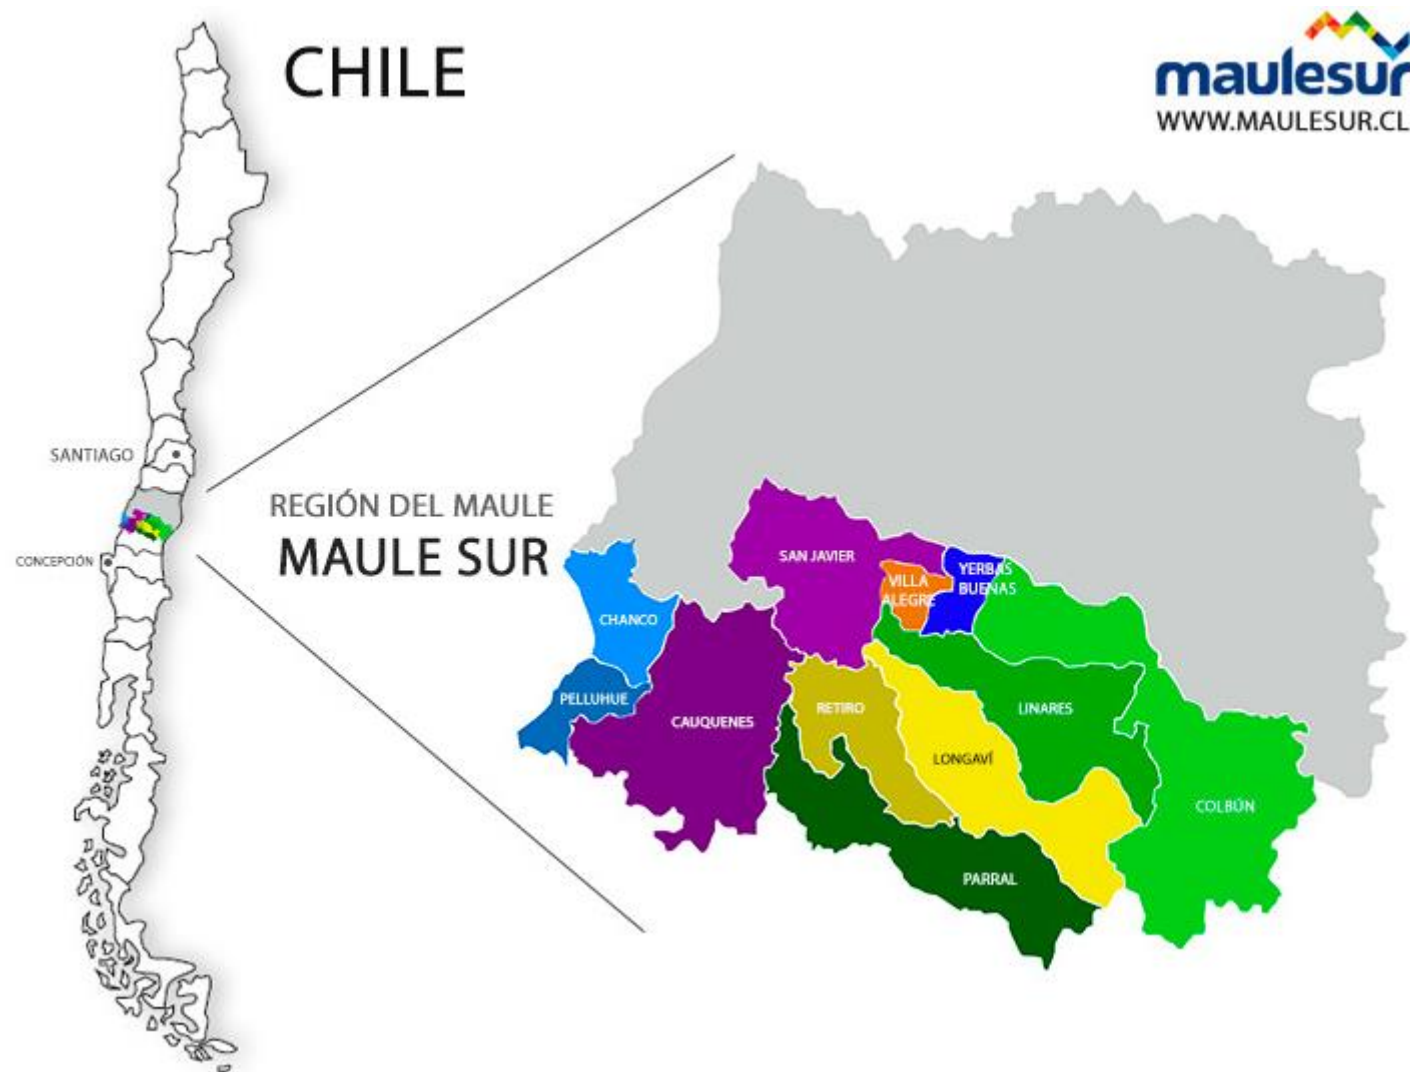 CHILE
maulesur
WWW.MAULESUR.CL
SANTIAGO
REGIÓN DEL MAULE
MAULE SUR
CONCEPCIÓN
SAN JAVIER
VILLA
ALEGRE
YERBAS
BUENAS
CHANCO
PELLUHUE
CAUQUENES
RETIRO
LINARES
LONGAVÍ
COLBÚN
PARRAL